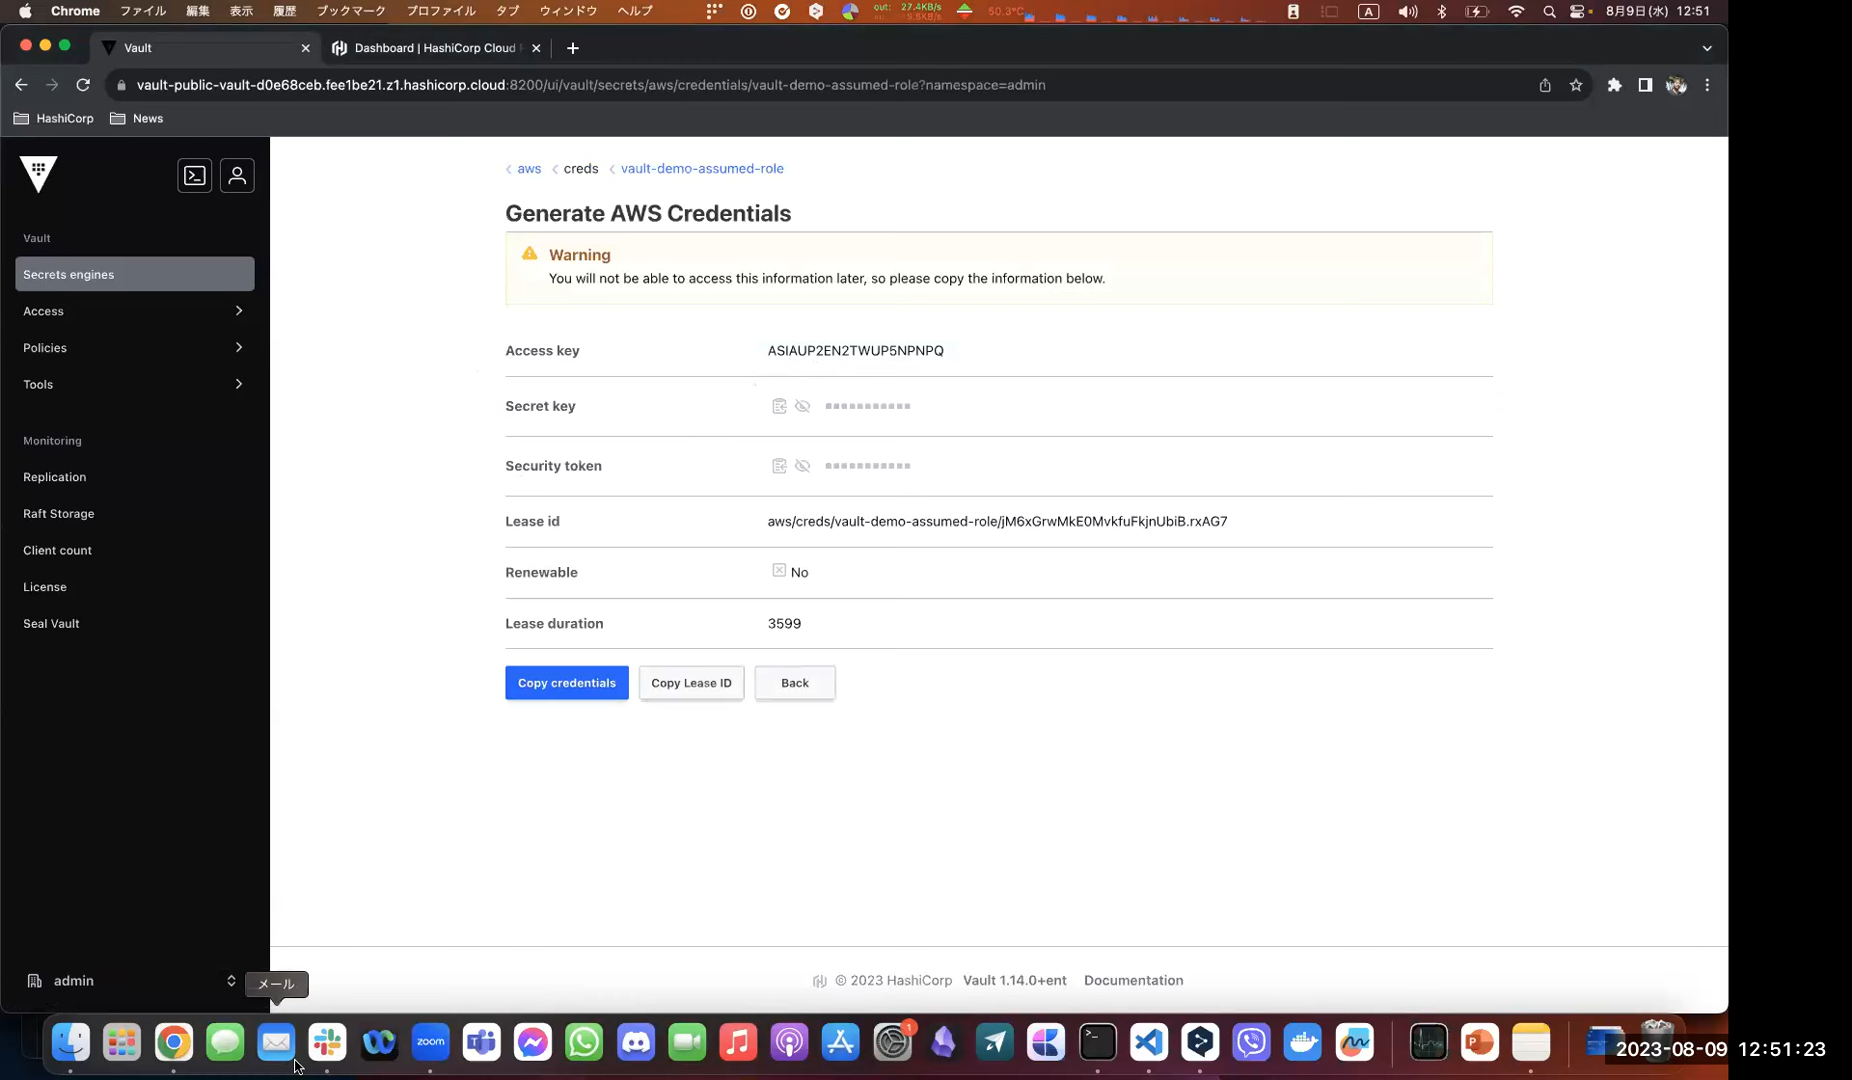 Chrome ファイル 編集 表示 履歴 ブックマーク プロファイル タブ ウィンドウ ヘルプ
out: 27.4KB/s
50.3°C
A
8月9日(水) 12:51
Vault
Dashboard | HashiCorp Cloud
vault-public-vault-d0e68ceb.fee1be21.z1.hashicorp.cloud:8200/ui/vault/secrets/aws/credentials/vault-demo-assumed-role?namespace=admin
HashiCorp
News
aws
creds
vault-demo-assumed-role
Generate AWS Credentials
Warning
You will not be able to access this information later, so please copy the information below.
Access key
ASIAUP2EN2TWUP5NPNPQ
Secret key
Security token
Lease id
aws/creds/vault-demo-assumed-role/jM6xGrwMkE0MvkfuFkjnUbiB.rxAG7
Renewable
No
Lease duration
3599
Copy credentials
Copy Lease ID
Back
Vault
Secrets engines
Access
Policies
Tools
Monitoring
Replication
Raft Storage
Client count
License
Seal Vault
admin
メール
© 2023 HashiCorp
Vault 1.14.0+ent
Documentation
zoom
1
2023-08-09 12:51:23